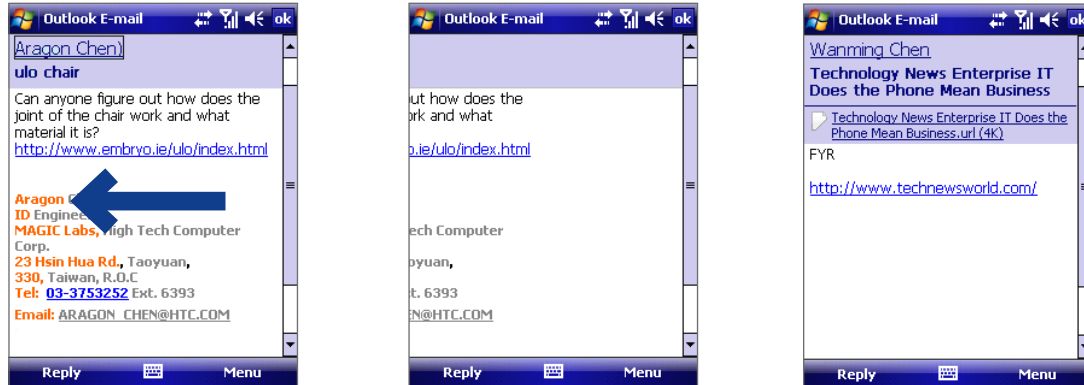 Outlook E-mail
ok
Aragon Chen)
ulo chair
Can anyone figure out how does the
joint of the chair work and what
material it is?
http://www.embryo.ie/ulo/index.html
Aragon
ID
MAGIC Labs, High Tech Computer
Corp.
23 Hsin Hua Rd., Taoyuan,
330, Taiwan, R.O.C
Tel: 03-3753252 Ext. 6393
Email: ARAGON_CHEN@HTC.COM
Reply
Menu
Outlook E-mail
ok
out how does the
ork and what
o.ie/ulo/index.html
ech Computer
oyuan,
t. 6393
EN@HTC.COM
Reply
Menu
Outlook E-mail
ok
Wanming Chen
Technology News Enterprise IT
Does the Phone Mean Business
Technology News Enterprise IT Does the
Phone Mean Business.url (4K)
FYR
http://www.technewsworld.com/
Reply
Menu